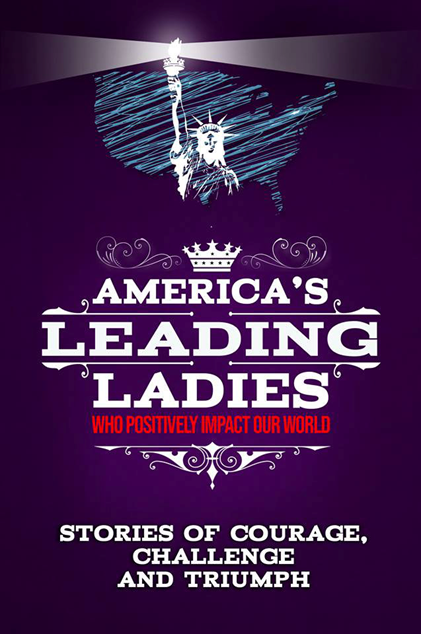 AMERICA'S
LEADING
LADIES
WHO POSITIVELY IMPACT OUR WORLD
STORIES OF COURAGE,
CHALLENGE
AND TRIUMPH